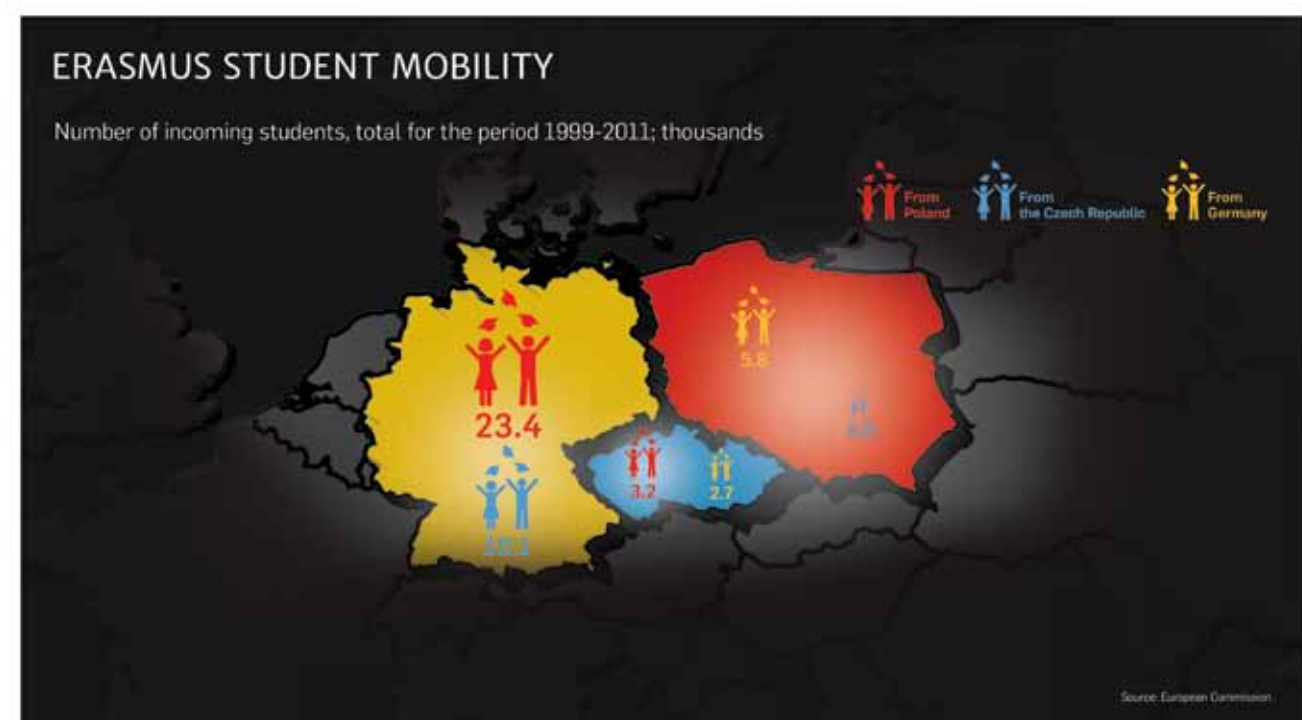 ERASMUS STUDENT MOBILITY
Number of incoming students, total for the period 1999-2011; thousands
From
Poland
From
the Czech Republic
From
Germany
5.8
23.4
3.2
2.7
Source: European Commission